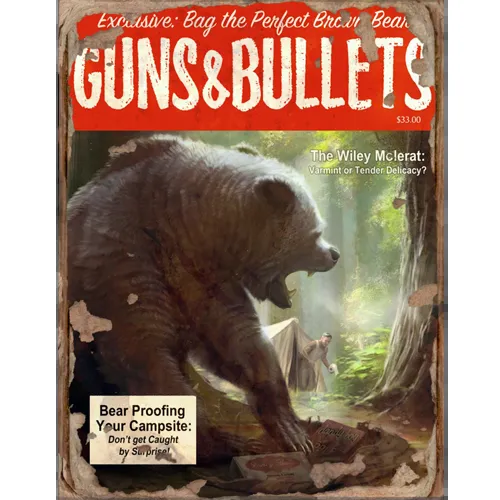 Exclusive: Bag the Perfect Brown Bear
GUNS&BULLETS
$33.00
The Wiley Molerat:
Varmint or Tender Delicacy?
Bear Proofing
Your Campsite:
Don't get Caught
by Surprise!